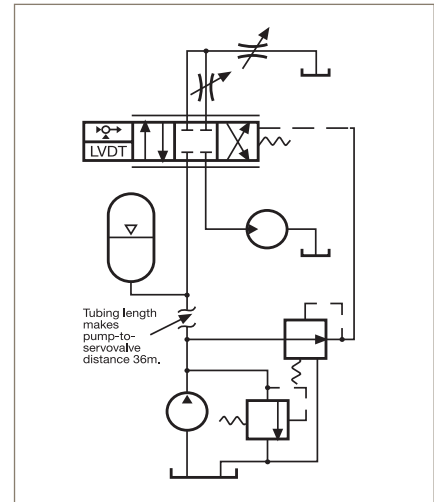 LVDT
Tubing length
makes
pump-to-
servovalve
distance 36m.